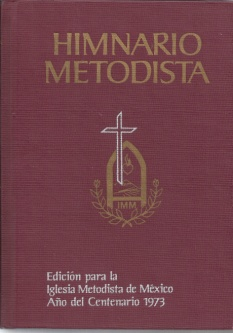 HIMNARIO
METODISTA
IMM
Edición para la
Iglesia Metodista de México
Año del Centenario 1973